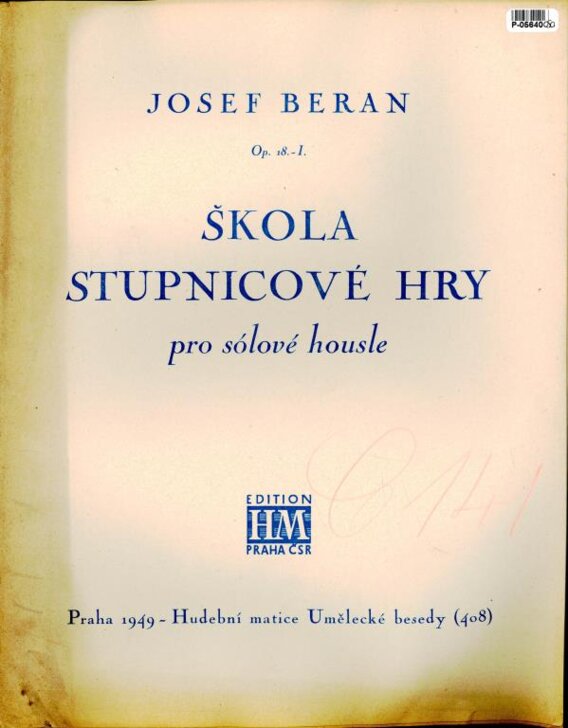 P-05640
JOSEF BERAN
Op. 18.-I.
ŠKOLA
STUPNICOVÉ HRY
pro sólové housle
EDITION
HM
PRAHA ČSR
Praha 1949 - Hudební matice Umělecké besedy (408)